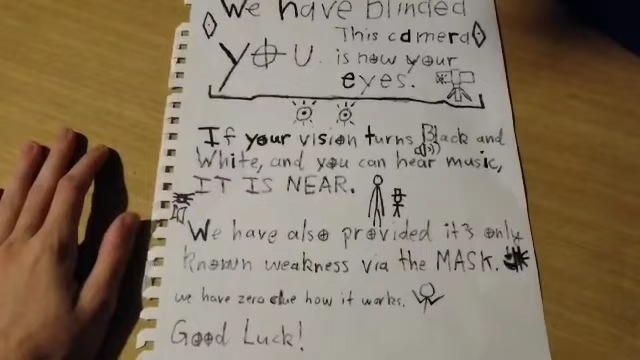 We have blinded
This camera
YOU. is now your
eyes.
If your vision turns Black and
White, and you can hear music,
IT IS NEAR.
We have also provided it's only
known weakness via the MASK.
we have zero clue how it works.
Good Luck!